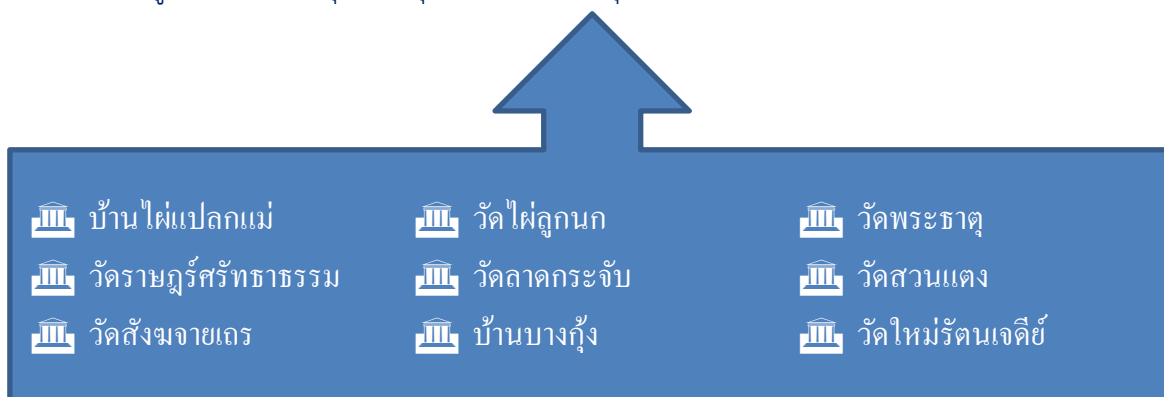 บ้านไผ่แปลกแม่
วัดไผ่ลูกนก
วัดพระธาตุ
วัดราษฎร์ศรัทธาธรรม
วัดลาดกระจับ
วัดสวนแตง
วัดสังฆจายเถร
บ้านบางกุ้ง
วัดใหม่รัตนเจดีย์